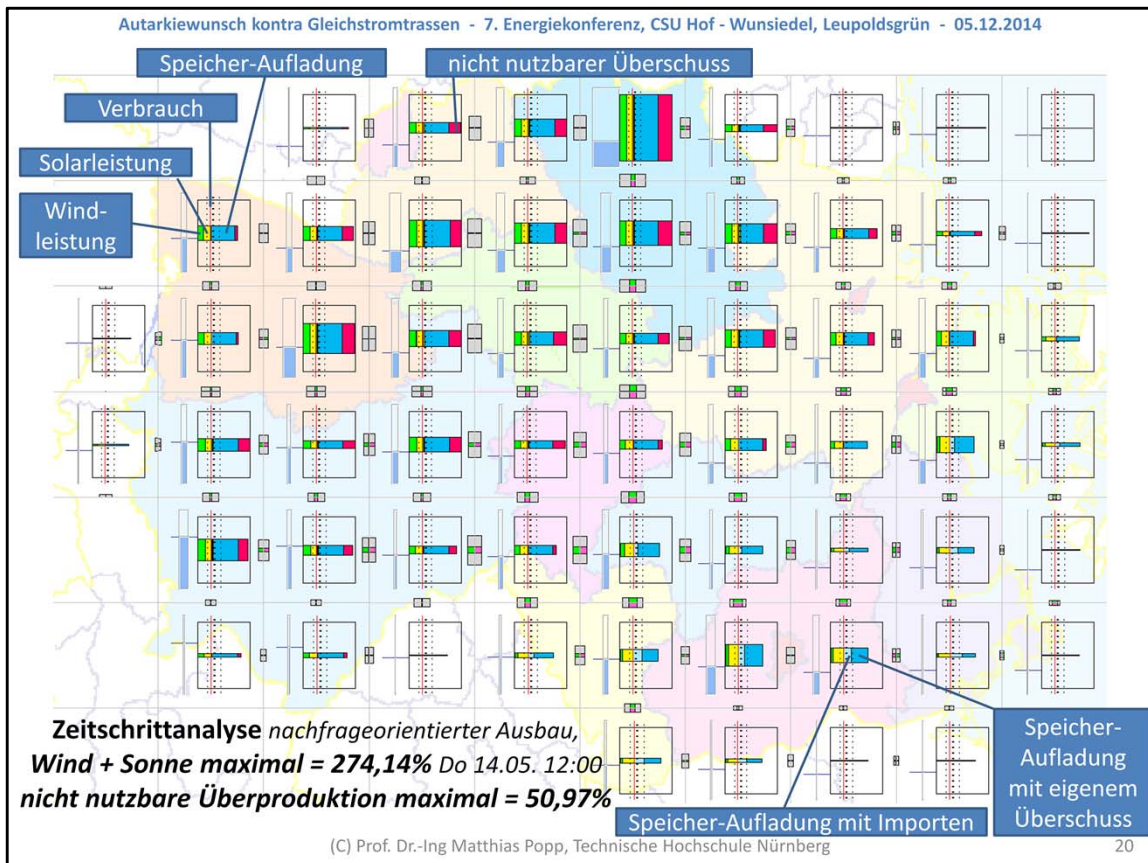 Autarkiewunsch kontra Gleichstromtrassen - 7. Energiekonferenz, CSU Hof - Wunsiedel, Leupoldsgrün - 05.12.2014
Speicher-Aufladung
nicht nutzbarer Überschuss
Verbrauch
Solarleistung
Wind-
leistung
Zeitschrittanalyse nachfrageorientierter Ausbau,
Wind + Sonne maximal = 274,14% Do 14.05. 12:00
nicht nutzbare Überproduktion maximal = 50,97%
Speicher-
Aufladung
mit eigenem
Überschuss
Speicher-Aufladung mit Importen
(C) Prof. Dr.-Ing Matthias Popp, Technische Hochschule Nürnberg
20